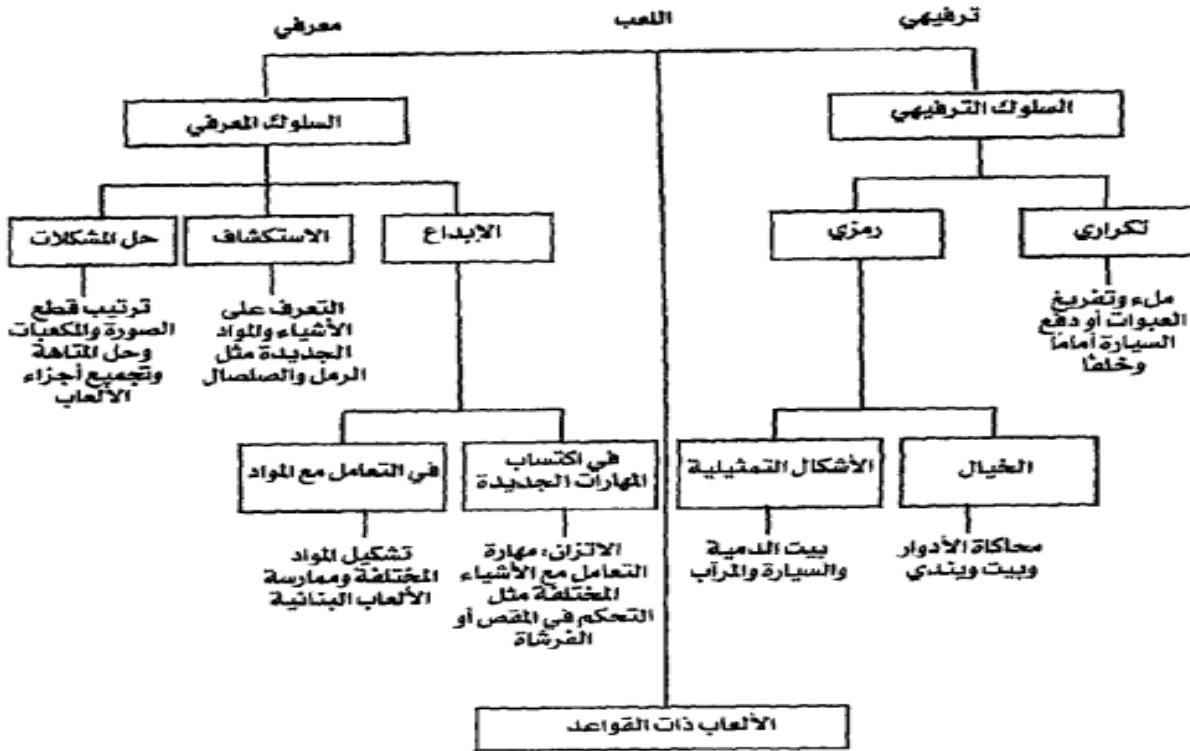 ترفيهي
اللعب
معرفي
السلوك الترفيهي
السلوك المعرفي
تكراري
رمزي
الإبداع
الاستكشاف
حل المشكلات
ملء وتفريغ
العبوات أو دفع
السيارة أماماً
وخلفاً
التعرف على
الأشياء والمواد
الجديدة مثل
الرمل والصلصال
ترتيب قطع
الصورة والمكعبات
وحل المتاهة
وتجميع أجزاء
الألعاب
الخيال
الأشكال التمثيلية
في اكتساب
المهارات الجديدة
في التعامل مع المواد
محاكاة الأدوار
وبيت ويندي
بيت الدمية
والسيارة والمرآب
الاتزان، مهارة
التعامل مع الأشياء
المختلفة مثل
التحكم في المقص أو
الفرشاة
تشكيل المواد
المختلفة وممارسة
الألعاب البنائية
الألعاب ذات القواعد